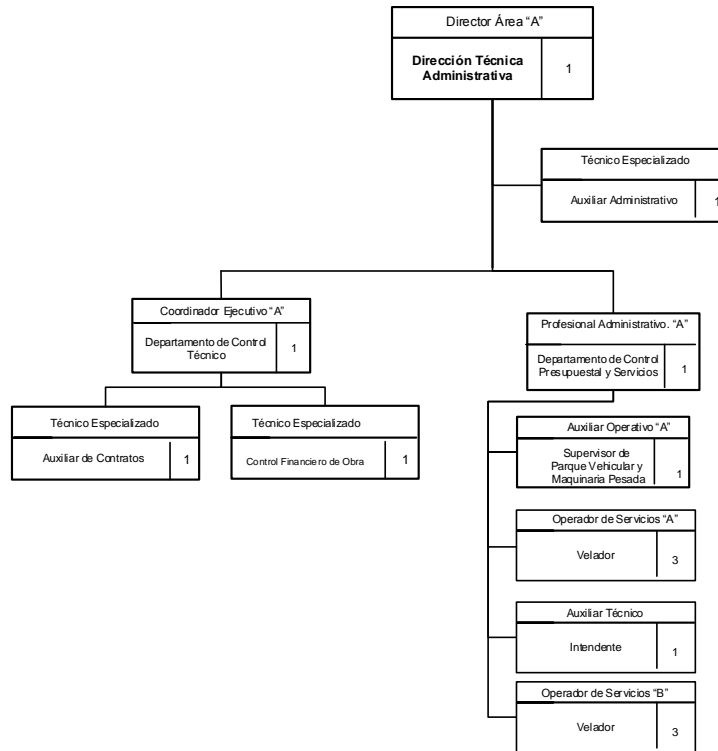 Director Área "A"
Dirección Técnica
Administrativa
1
Técnico Especializado
Auxiliar Administrativo
1
Coordinador Ejecutivo "A"
Departamento de Control
Técnico
1
Profesional Administrativo. "A"
Departamento de Control
Presupuestal y Servicios
1
Técnico Especializado
Auxiliar de Contratos
1
Técnico Especializado
Control Financiero de Obra
1
Auxiliar Operativo "A"
Supervisor de
Parque Vehicular y
Maquinaria Pesada
1
Operador de Servicios "A"
Velador
3
Auxiliar Técnico
Intendente
1
Operador de Servicios "B"
Velador
3